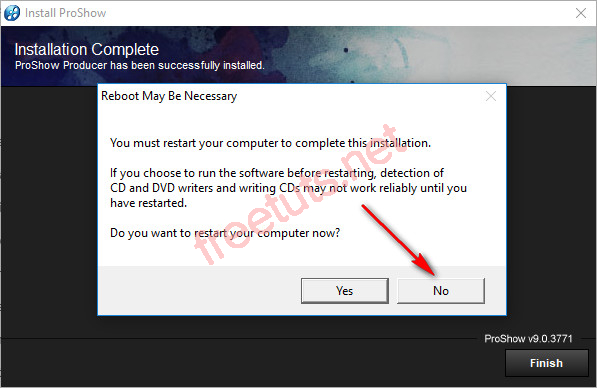 Install ProShow
Installation Complete
ProShow Producer has been successfully installed.
Reboot May Be Necessary
You must restart your computer to complete this installation.
If you choose to run the software before restarting, detection of
CD and DVD writers and writing CDs may not work reliably until you
have restarted.
Do you want to restart your computer now?
freetuts.net
Yes
No
ProShow v9.0.3771
Finish